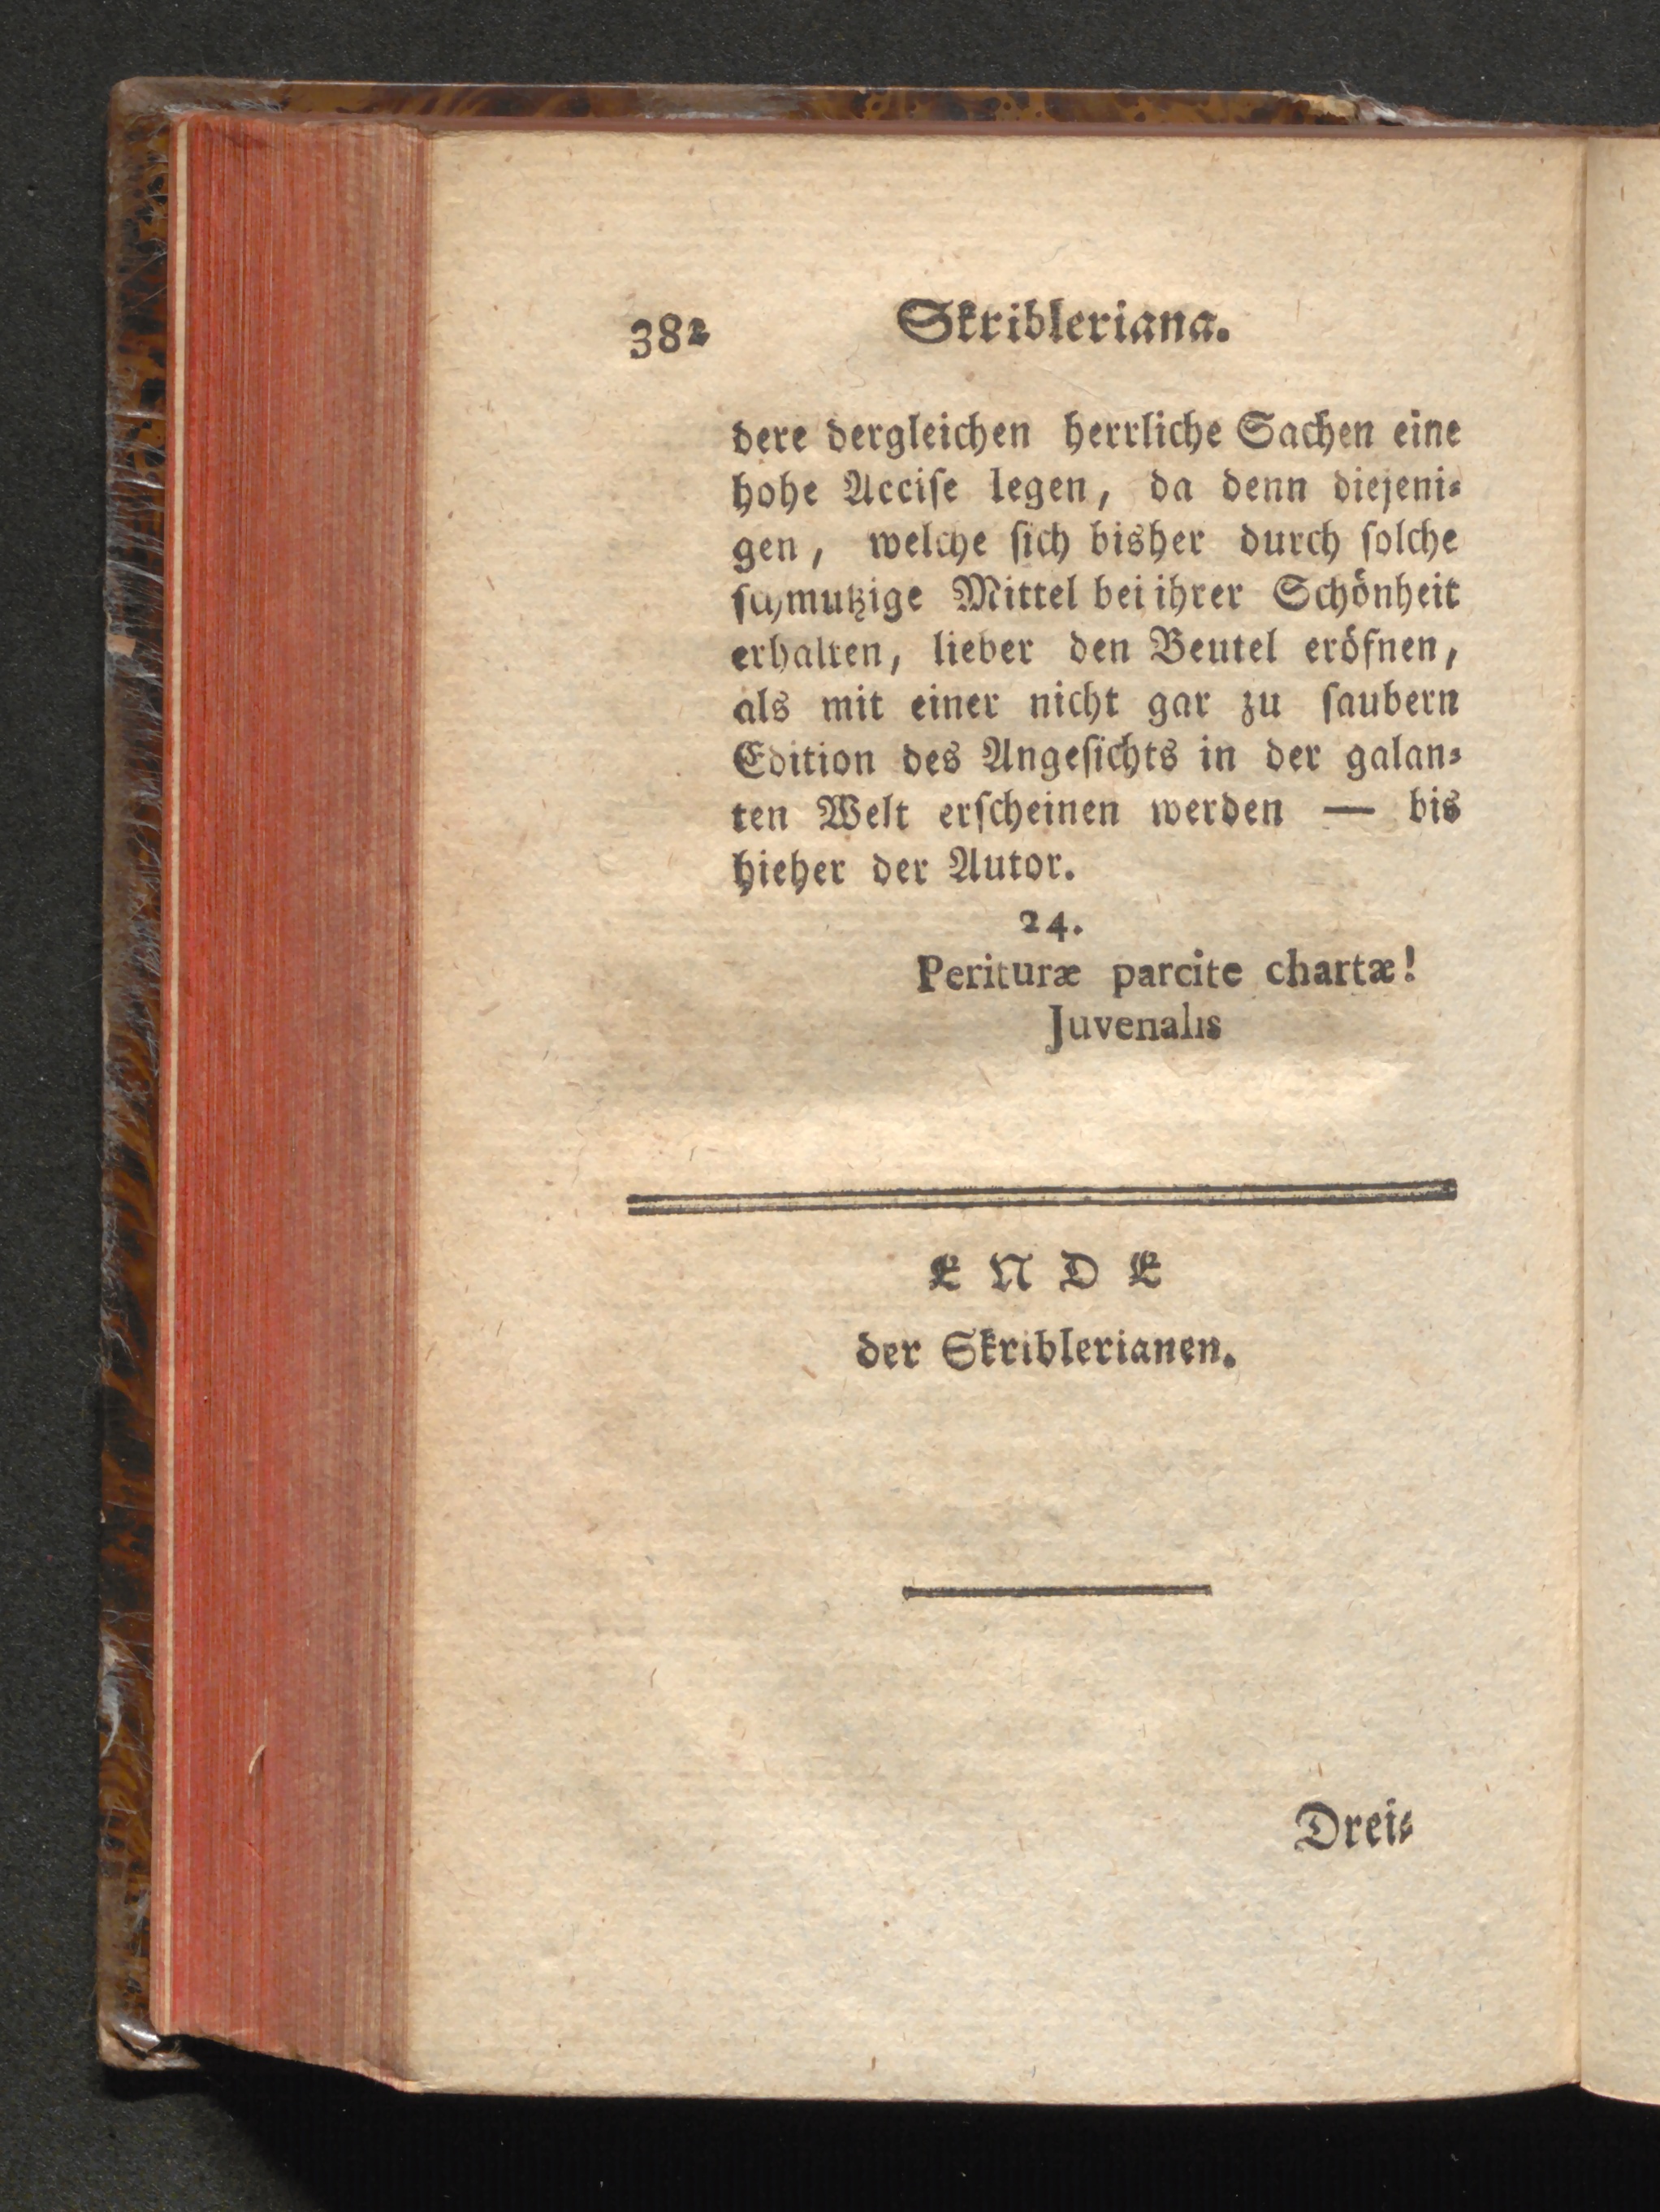 382 Skribleriana.
dere dergleichen herrliche Sachen eine
hohe Acciſe legen, da denn diejeni⸗
gen, welche ſich bisher durch ſolche
ſchmutzige Mittel bei ihrer Schönheit
erhalten, lieber den Beutel eröfnen,
als mit einer nicht gar zu ſaubern
Edition des Angeſichts in der galan⸗
ten Welt erſcheinen werden — bis
hieher der Autor.
24.
Perituræ parcite chartæ!
Juvenalis
ENDE
der Skriblerianen.
Drei⸗